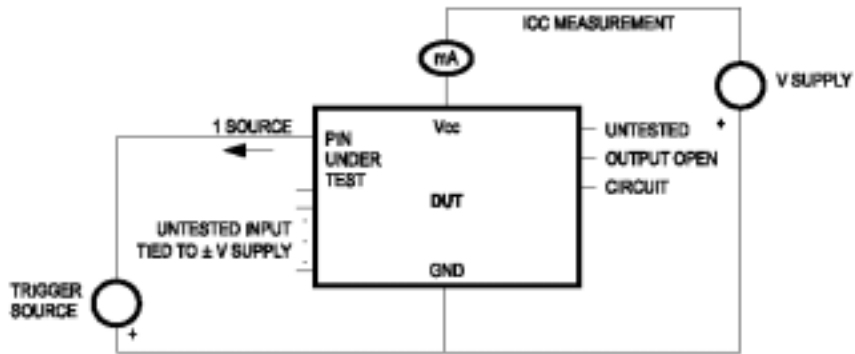 ICC MEASUREMENT
mA
V SUPPLY
+
1 SOURCE
Vcc
PIN
UNDER
TEST
UNTESTED
OUTPUT OPEN
CIRCUIT
DUT
UNTESTED INPUT
TIED TO ± V SUPPLY
GND
TRIGGER
SOURCE
+